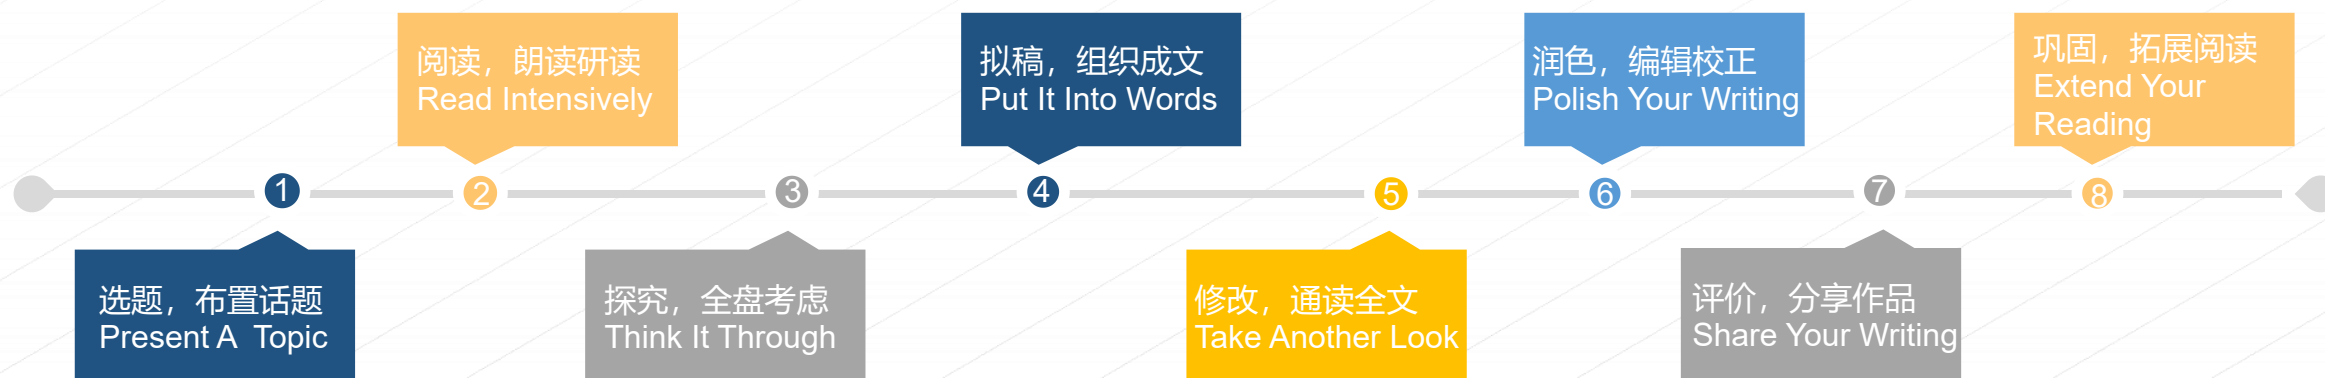 选题，布置话题
Present A  Topic
1
阅读，朗读研读
Read Intensively
2
探究，全盘考虑
Think It Through
3
拟稿，组织成文
Put It Into Words
4
修改，通读全文
Take Another Look
5
润色，编辑校正
Polish Your Writing
6
评价，分享作品
Share Your Writing
7
巩固，拓展阅读
Extend Your
Reading
8